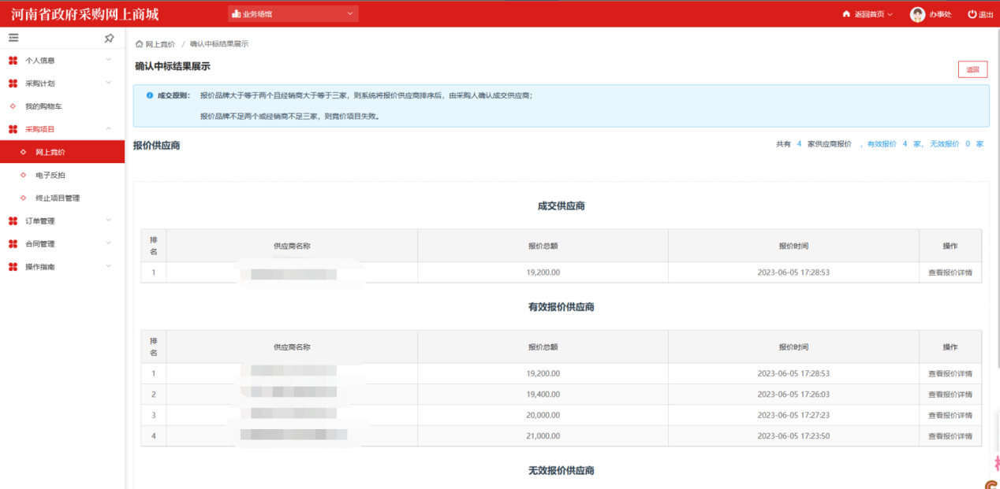 河南省政府采购网上商城
业务场馆
返回首页
办事处
退出
个人信息
采购计划
我的购物车
采购项目
网上竞价
电子反拍
终止项目管理
订单管理
合同管理
操作指南
网上竞价 / 确认中标结果展示
确认中标结果展示
返回
成交原则： 报价品牌大于等于两个且经销商大于等于三家，则系统将报价供应商排序后，由采购人确认成交供应商；
报价品牌不足两个或经销商不足三家，则竞价项目失败。
报价供应商
共有 4 家供应商报价 ，有效报价 4 家，无效报价 0 家
成交供应商
排名 供应商名称 报价总额 报价时间 操作
1 19,200.00 2023-06-05 17:28:53 查看报价详情
有效报价供应商
排名 供应商名称 报价总额 报价时间 操作
1 19,200.00 2023-06-05 17:28:53 查看报价详情
2 19,400.00 2023-06-05 17:26:03 查看报价详情
3 20,000.00 2023-06-05 17:27:23 查看报价详情
4 21,000.00 2023-06-05 17:23:50 查看报价详情
无效报价供应商